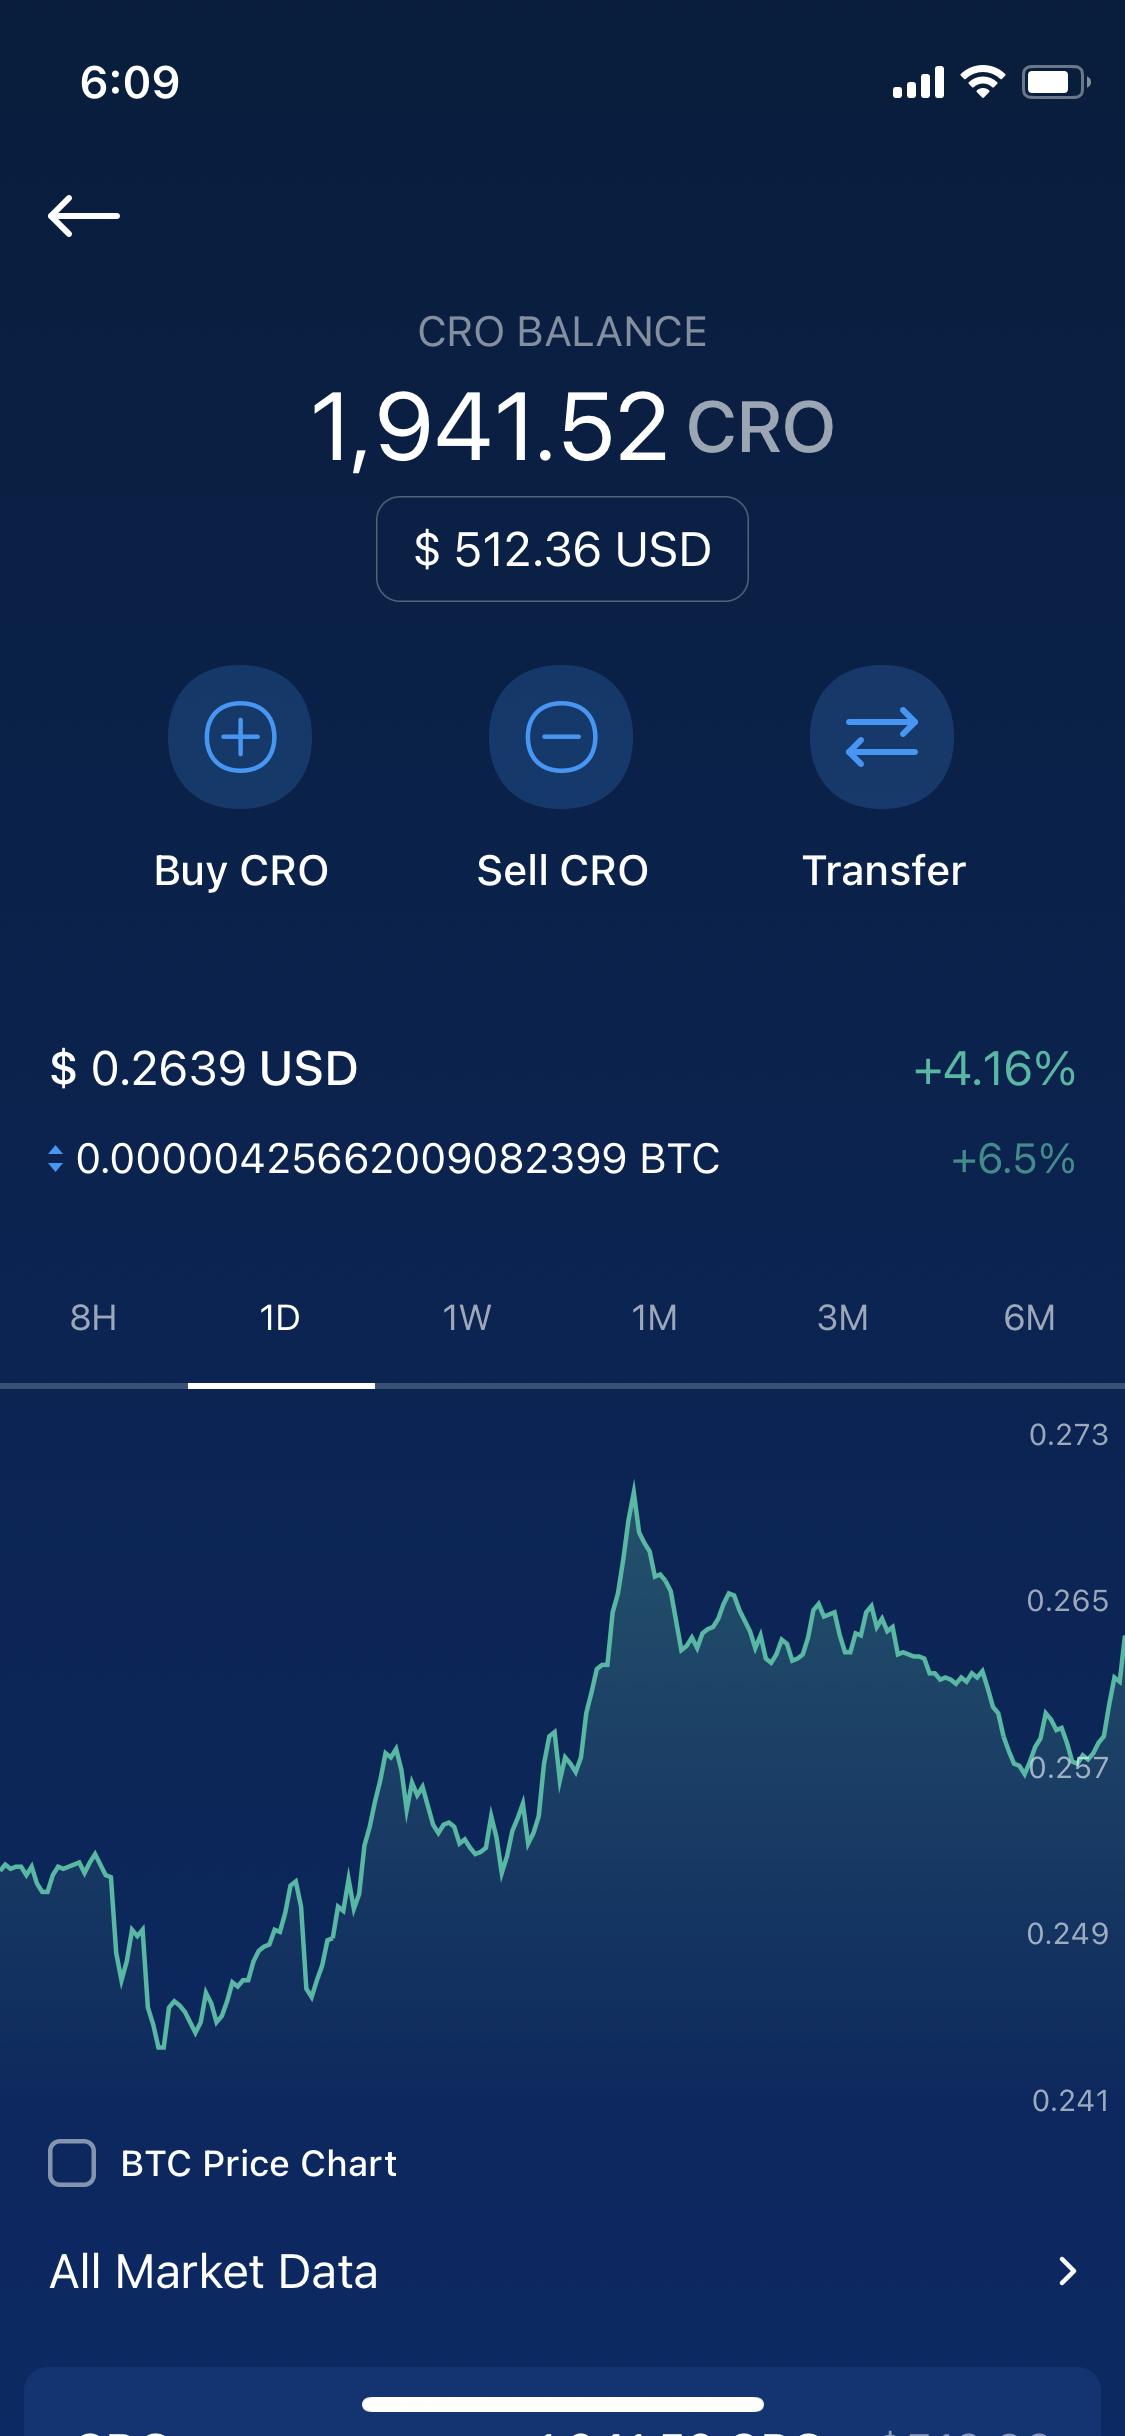 6:09
CRO BALANCE
1,941.52 CRO
$ 512.36 USD
Buy CRO Sell CRO Transfer
$ 0.2639 USD +4.16%
0.000004256620090823​99 BTC +6.5%
8H 1D 1W 1M 3M 6M
0.273
0.265
0.257
0.249
0.241
BTC Price Chart
All Market Data